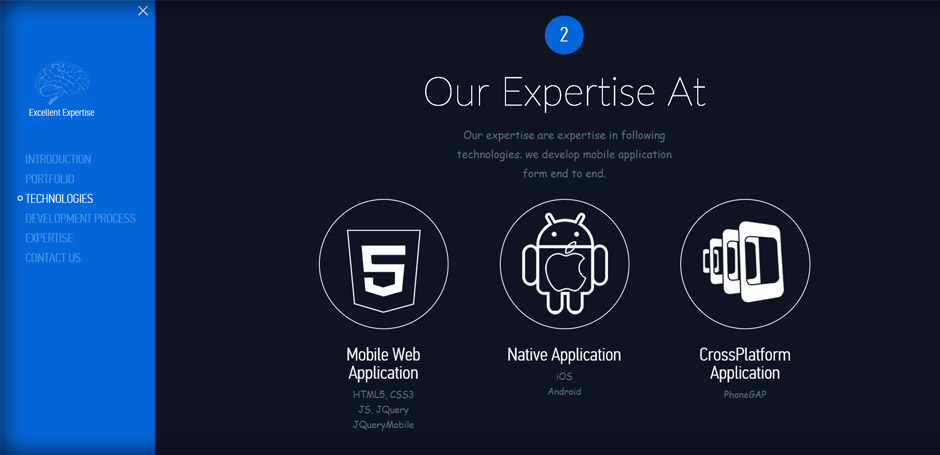 Excellent Expertise
INTRODUCTION
PORTFOLIO
TECHNOLOGIES
DEVELOPMENT PROCESS
EXPERTISE
CONTACT US
2
Our Expertise At
Our expertise are expertise in following
technologies. we develop mobile application
form end to end.
5
Mobile Web
Application
HTML5, CSS3
JS, JQuery
JQueryMobile
Native Application
iOS
Android
CrossPlatform
Application
PhoneGAP